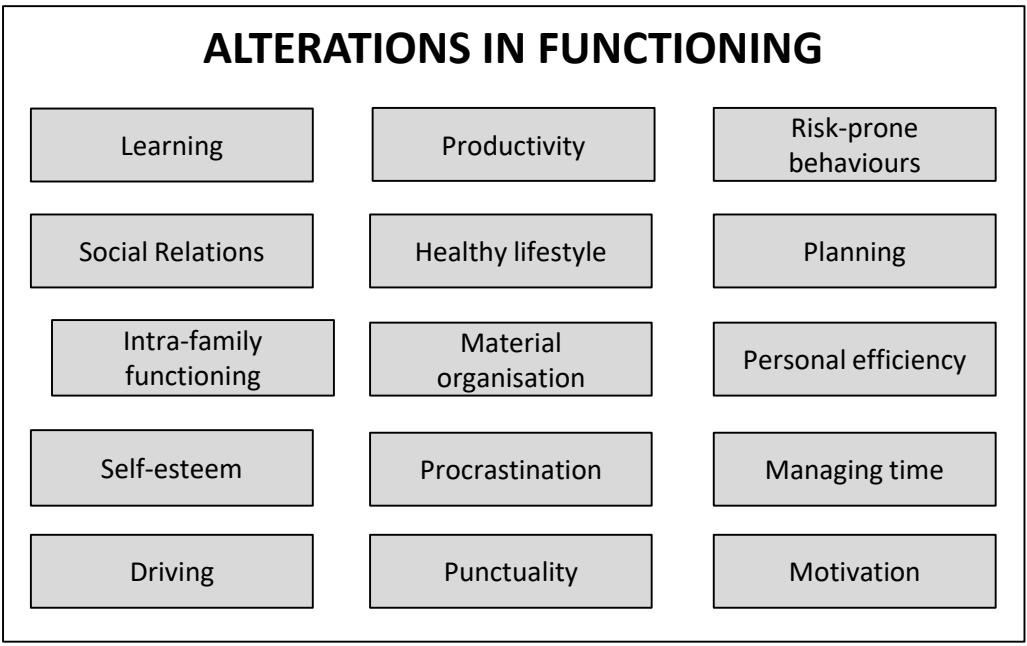 ALTERATIONS IN FUNCTIONING
Learning
Productivity
Risk-prone
behaviours
Social Relations
Healthy lifestyle
Planning
Intra-family
functioning
Material
organisation
Personal efficiency
Self-esteem
Procrastination
Managing time
Driving
Punctuality
Motivation